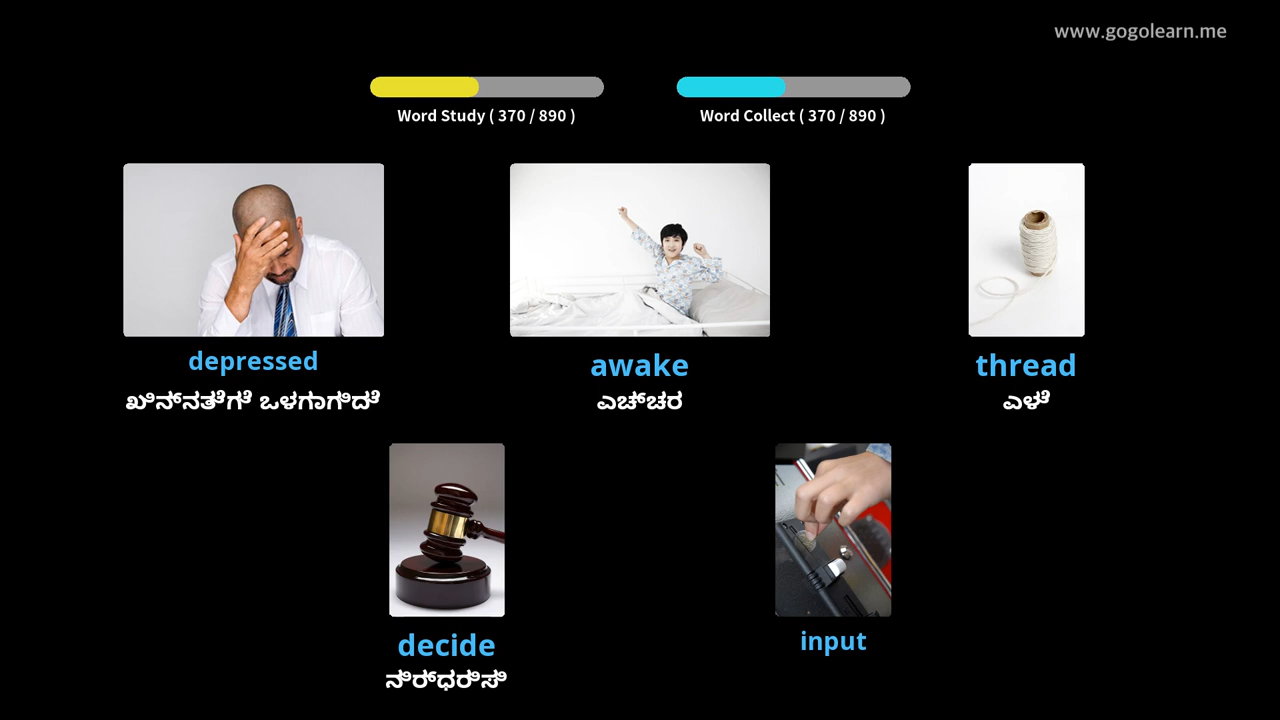 www.gogolearn.me
Word Study ( 370 / 890 )
Word Collect ( 370 / 890 )
depressed
ಖಿನ್ನತೆಗೆ ಒಳಗಾಗಿದೆ
awake
ಎಚ್ಚರ
thread
ಎಳೆ
decide
ನಿರ್ಧರಿಸಿ
input